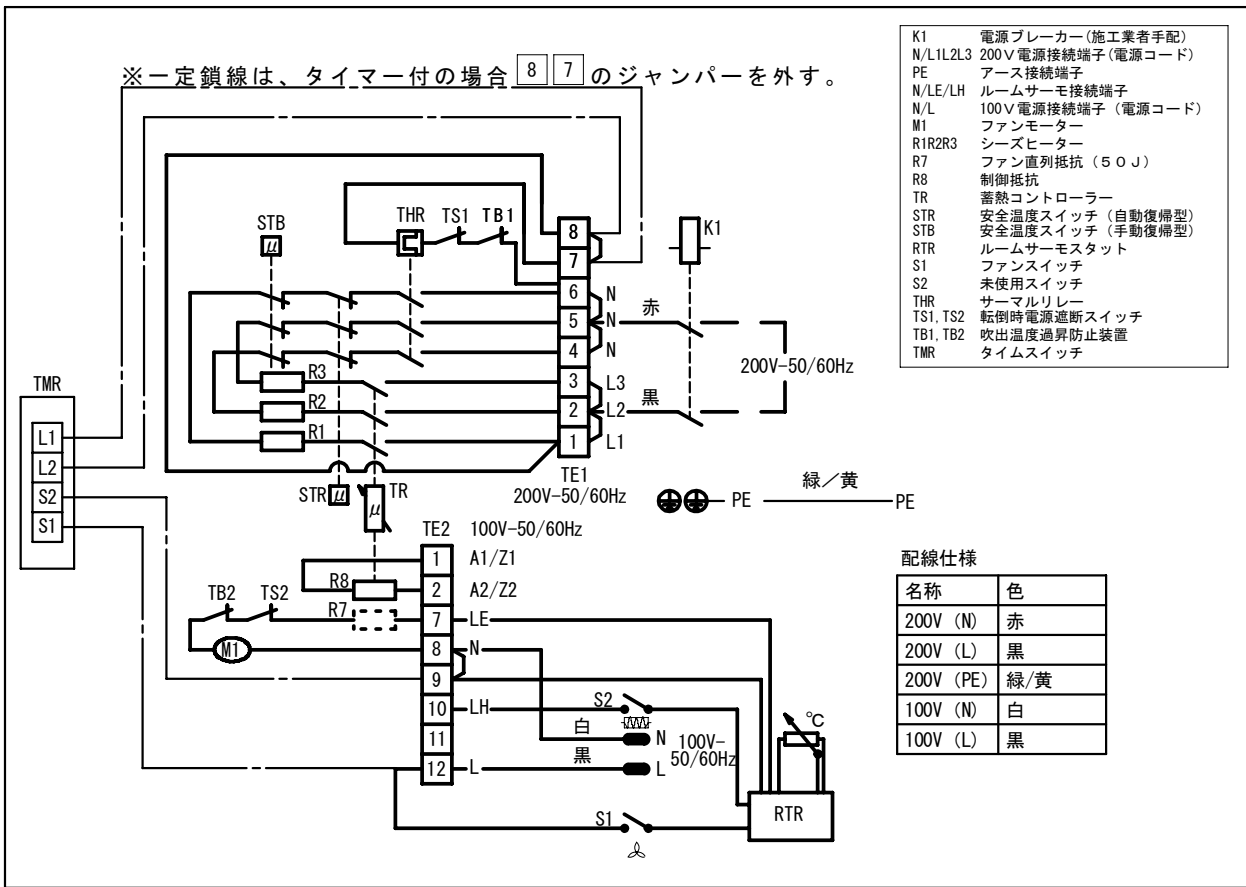 ※一定鎖線は、タイマー付の場合 8 7 のジャンパーを外す。
K1 電源ブレーカー(施工業者手配)
N/L1L2L3 200V電源接続端子(電源コード)
PE アース接続端子
N/LE/LH ルームサーモ接続端子
N/L 100V電源接続端子（電源コード）
M1 ファンモーター
R1R2R3 シーズヒーター
R7 ファン直列抵抗（５０Ｊ）
R8 制御抵抗
TR 蓄熱コントローラー
STR 安全温度スイッチ（自動復帰型）
STB 安全温度スイッチ（手動復帰型）
RTR ルームサーモスタット
S1 ファンスイッチ
S2 未使用スイッチ
THR サーマルリレー
TS1,TS2 転倒時電源遮断スイッチ
TB1,TB2 吹出温度過昇防止装置
TMR タイムスイッチ
STB
μ
THR
TS1
TB1
K1
8
7
6 N
5 N 赤
4 N
3 L3
2 L2 黒
1 L1
200V-50/60Hz
R3
R2
R1
TMR
L1
L2
S2
S1
STR μ
TR
μ
TE1
200V-50/60Hz
PE 緑／黄 PE
TE2 100V-50/60Hz
1 A1/Z1
R8 2 A2/Z2
TB2 TS2 R7 7 LE
M1 8 N
9
10 LH S2
11 白 N 100V-
50/60Hz
12 L 黒 L
S1
℃
RTR
配線仕様
名称 色
200V (N) 赤
200V (L) 黒
200V (PE) 緑/黄
100V (N) 白
100V (L) 黒